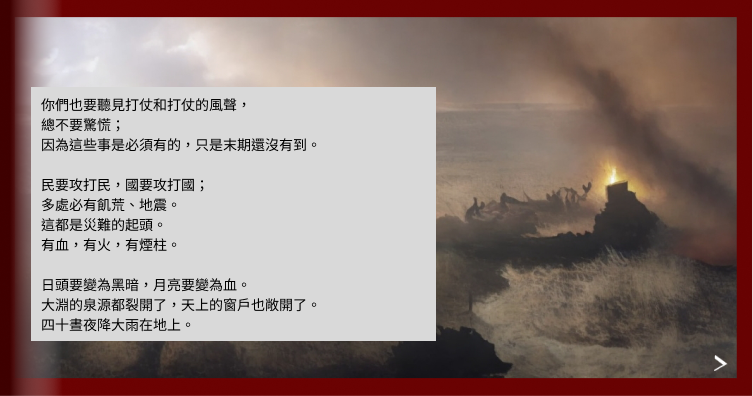 你們也要聽見打仗和打仗的風聲，
總不要驚慌；
因為這些事是必須有的，只是末期還沒有到。
民要攻打民，國要攻打國；
多處必有飢荒、地震。
這都是災難的起頭。
有血，有火，有煙柱。
日頭要變為黑暗，月亮要變為血。
大淵的泉源都裂開了，天上的窗戶也敞開了。
四十晝夜降大雨在地上。